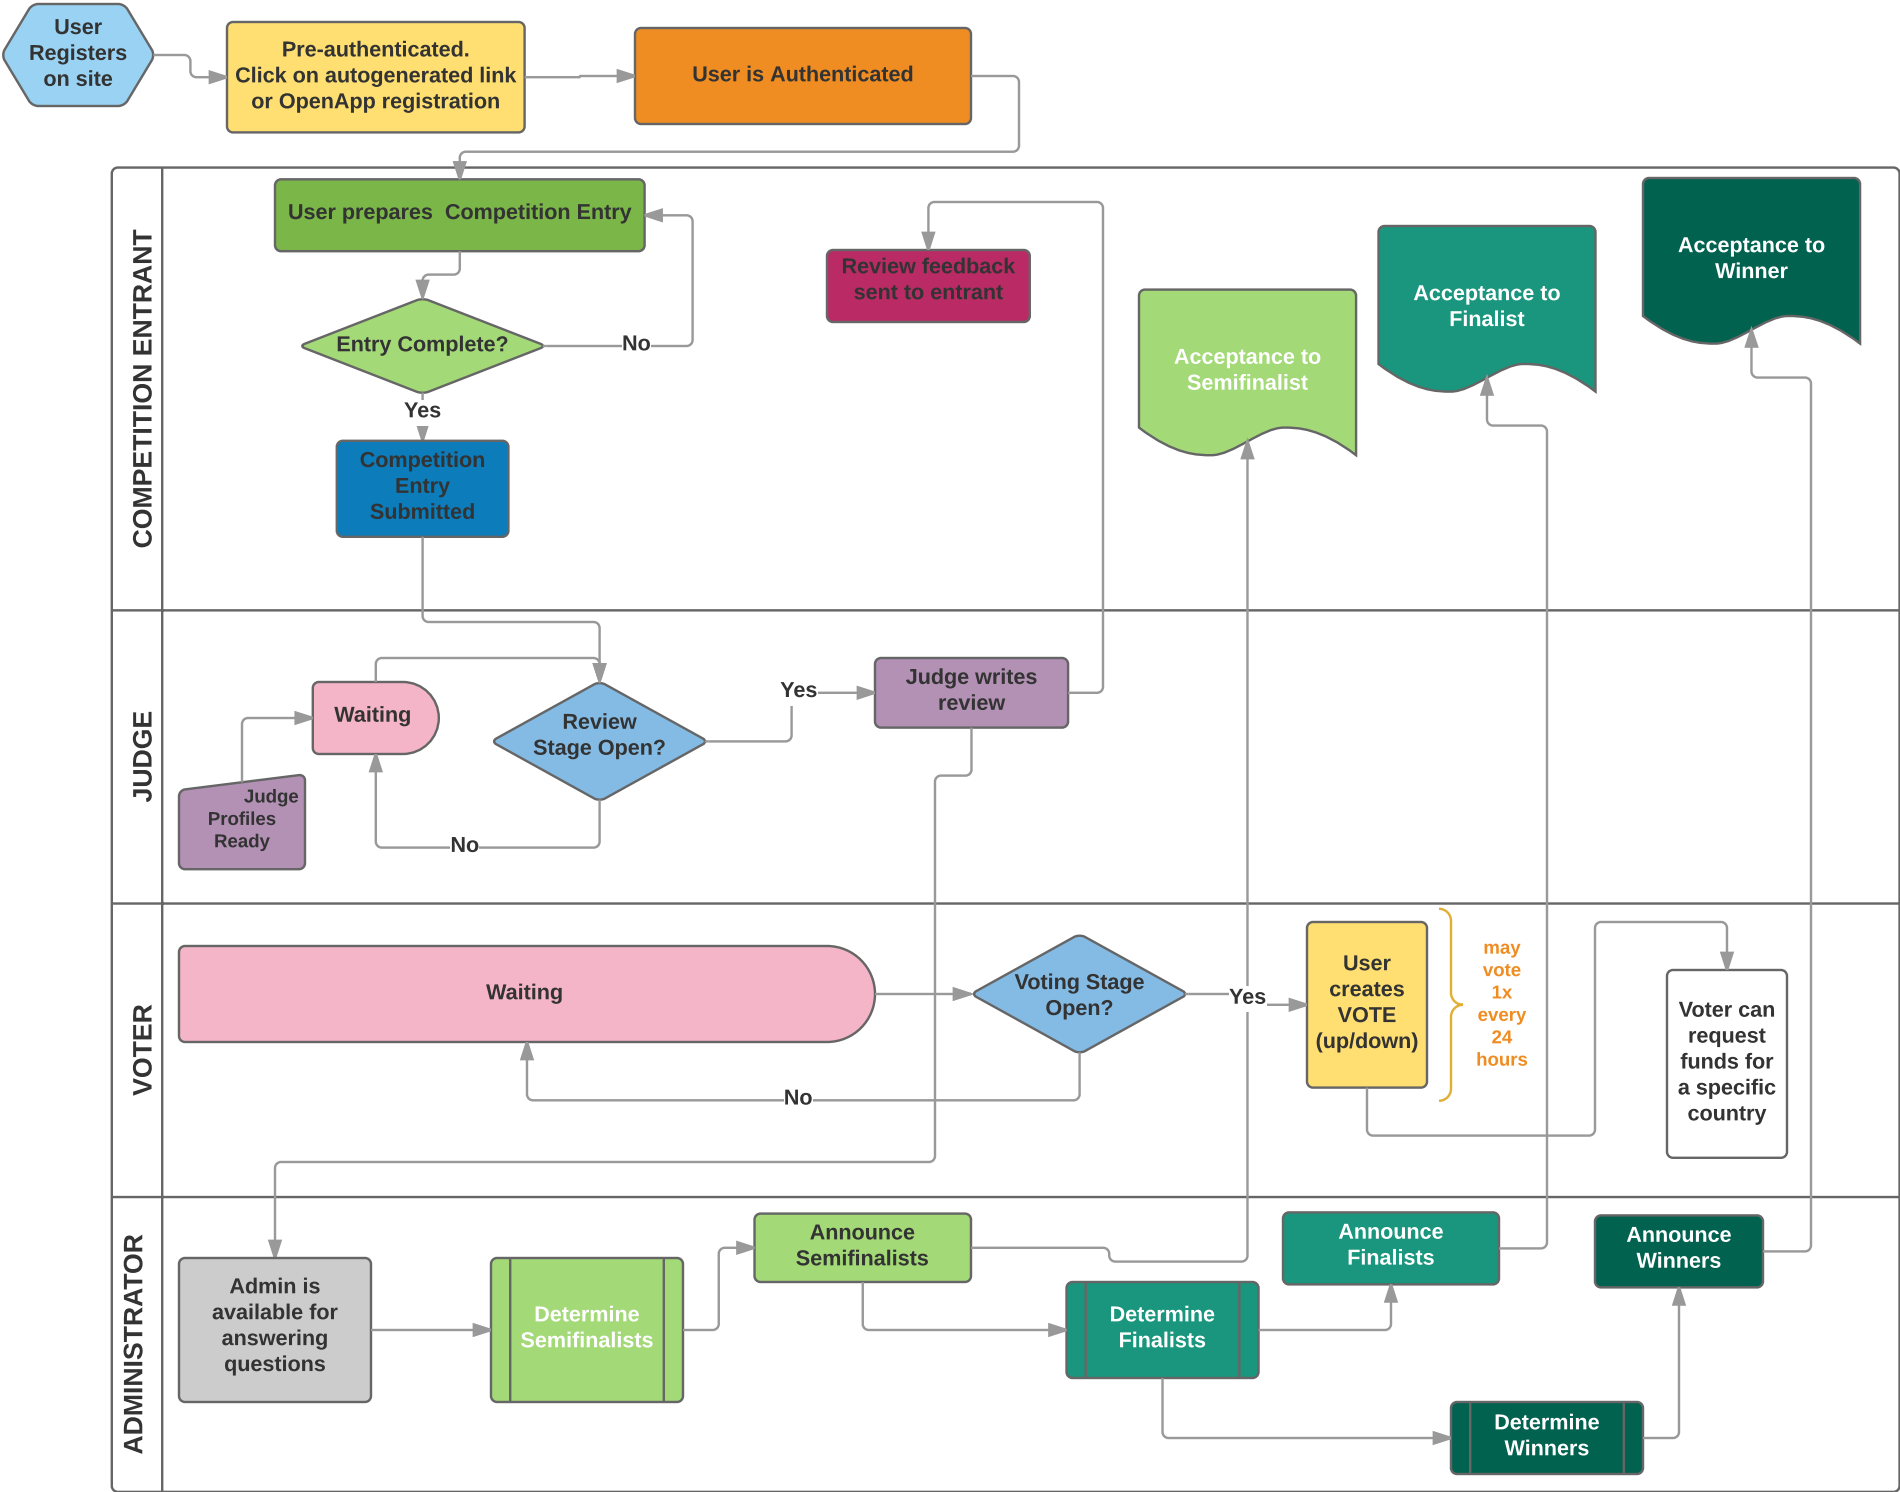 User
Registers
on site
Pre-authenticated.
Click on autogenerated link
or OpenApp registration
User is Authenticated
COMPETITION ENTRANT
User prepares  Competition Entry
Entry Complete?
No
Yes
Competition
Entry
Submitted
Review feedback
sent to entrant
Acceptance to
Semifinalist
Acceptance to
Finalist
Acceptance to
Winner
JUDGE
Waiting
Judge
Profiles
Ready
Review
Stage Open?
No
Yes
Judge writes
review
VOTER
Waiting
Voting Stage
Open?
No
Yes
User
creates
VOTE
(up/down)
may
vote
1x
every
24
hours
Voter can
request
funds for
a specific
country
ADMINISTRATOR
Admin is
available for
answering
questions
Determine
Semifinalists
Announce
Semifinalists
Determine
Finalists
Announce
Finalists
Determine
Winners
Announce
Winners